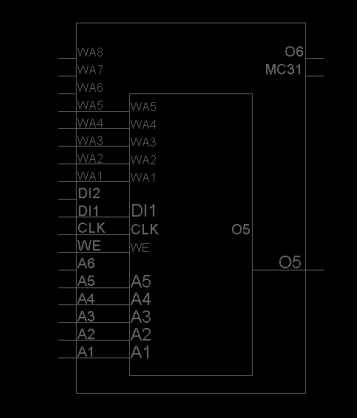 WA8 O6
WA7 MC31
WA6
WA5 WA5
WA4 WA4
WA3 WA3
WA2 WA2
WA1 WA1
DI2
DI1 DI1
CLK CLK O5
WE WE
A6 O5
A5 A5
A4 A4
A3 A3
A2 A2
A1 A1